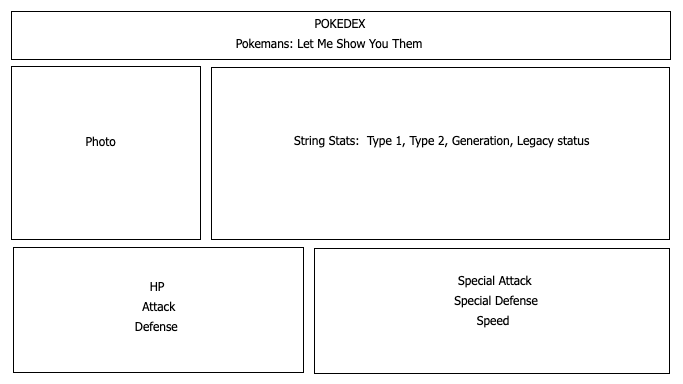 POKEDEX
Pokemans: Let Me Show You Them
Photo
String Stats:  Type 1, Type 2, Generation, Legacy status
HP
Attack
Defense
Special Attack
Special Defense
Speed